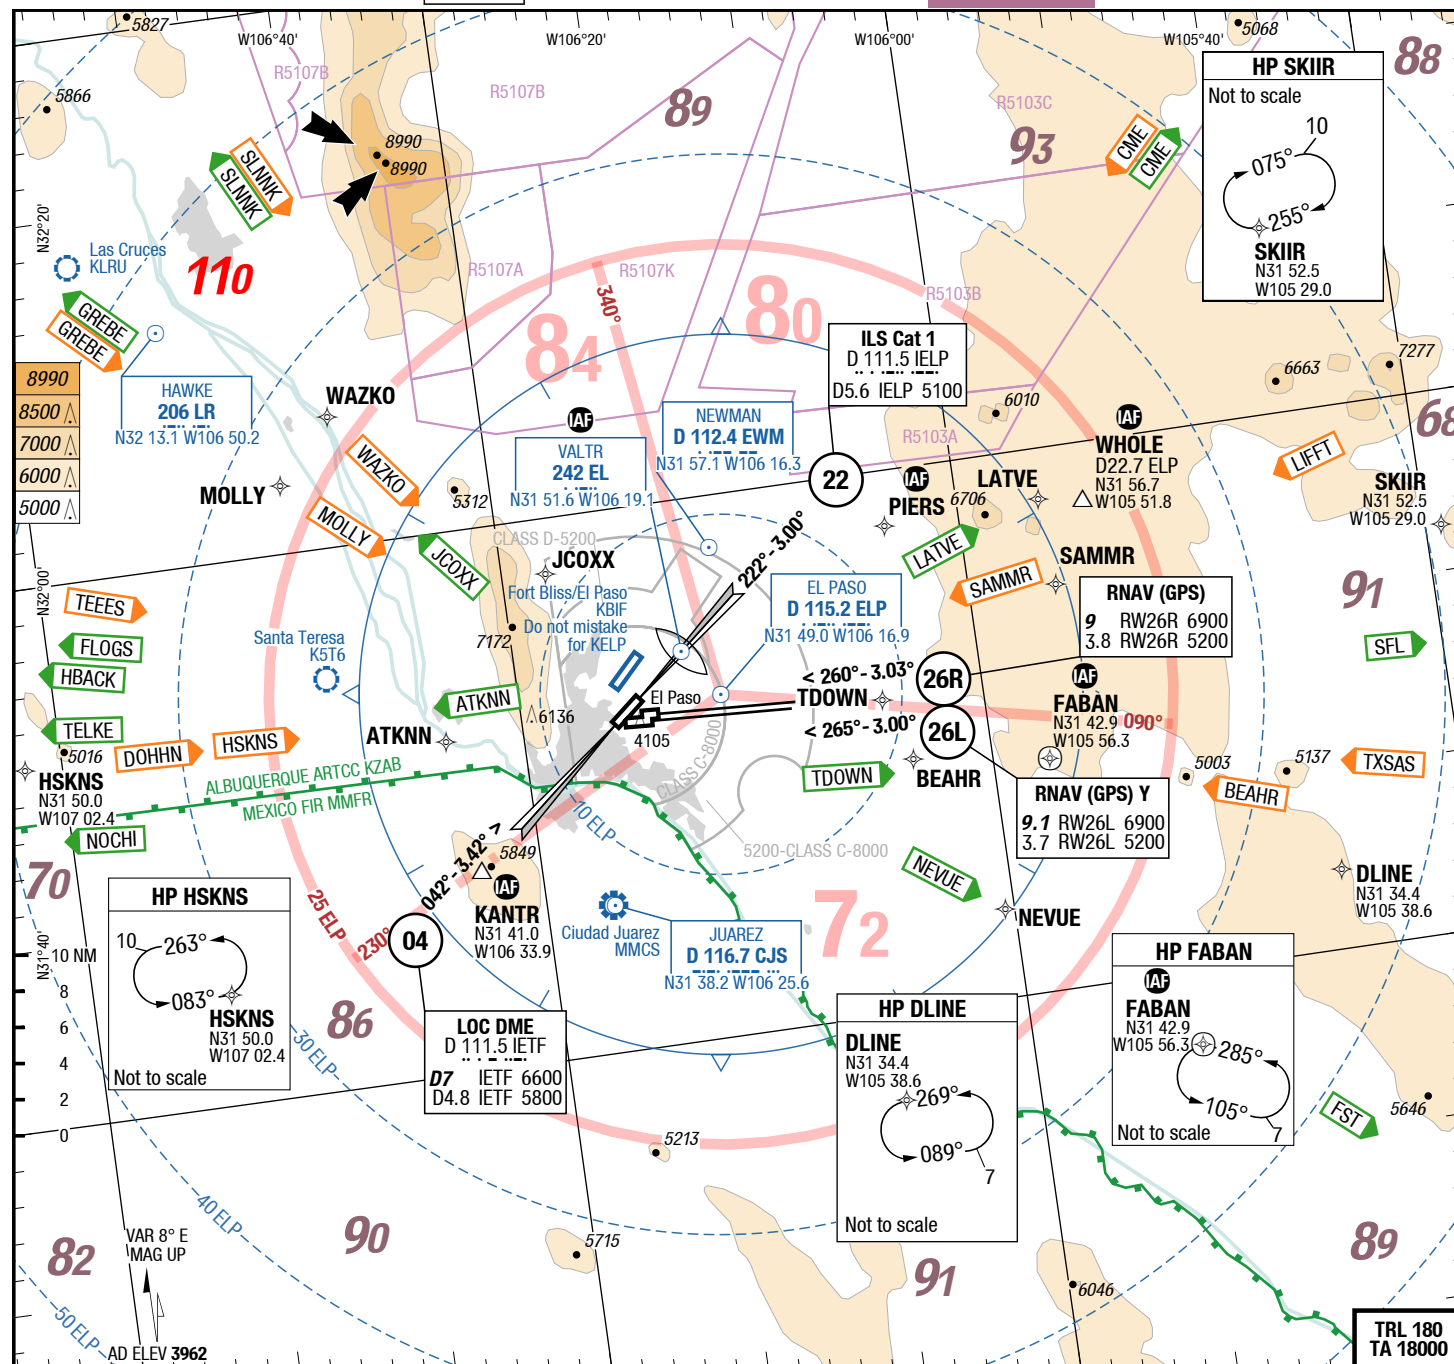 5827
W106°40'
W106°20'
W106°00'
W105°40'
5068
88
R5107B
R5107B
89
R5103C
93
5866
8990
8990
SLNNK
SLNNK
CME
CME
HP SKIIR
Not to scale
10
075°
255°
SKIIR
N31 52.5
W105 29.0
N32°20'
Las Cruces
KLRU
110
R5107A
R5107K
340°
84
80
R5103B
GREBE
GREBE
8990
8500
7000
6000
5000
HAWKE
206 LR
N32 13.1 W106 50.2
WAZKO
WAZKO
MOLLY
MOLLY
5312
IAF
VALTR
242 EL
N31 51.6 W106 19.1
NEWMAN
D 112.4 EWM
N31 57.1 W106 16.3
ILS Cat 1
D 111.5 IELP
D5.6 IELP 5100
22
R5103A
6010
6663
7277
68
IAF
WHOLE
D22.7 ELP
N31 56.7
W105 51.8
IAF
PIERS
6706
LATVE
LATVE
LIFFT
SKIIR
N31 52.5
W105 29.0
JCOXX
JCOXX
CLASS D-5200
222°-3.00°
SAMMR
SAMMR
N32°00'
TEEES
FLOGS
HBACK
TELKE
Santa Teresa
K5T6
Fort Bliss/El Paso
KBIF
Do not mistake
for KELP
7172
EL PASO
D 115.2 ELP
N31 49.0 W106 16.9
RNAV (GPS)
9 RW26R 6900
3.8 RW26R 5200
91
SFL
< 260°-3.03°
26R
TDOWN
< 265°-3.00°
26L
IAF
FABAN
N31 42.9
W105 56.3
090°
ATKNN
ATKNN
6136
El Paso
4105
5016
DOHHN
HSKNS
HSKNS
N31 50.0
W107 02.4
ALBUQUERQUE ARTCC KZAB
MEXICO FIR MMFR
NOCHI
CLASS C-8000
TDOWN
BEAHR
5003
5137
TXSAS
BEAHR
RNAV (GPS) Y
9.1 RW26L 6900
3.7 RW26L 5200
10 ELP
5200-CLASS C-8000
70
042°-3.42° >
5849
IAF
KANTR
N31 41.0
W106 33.9
NEVUE
NEVUE
DLINE
N31 34.4
W105 38.6
HP HSKNS
10
263°
083°
HSKNS
N31 50.0
W107 02.4
Not to scale
25 ELP
230°
04
Ciudad Juarez
MMCS
JUAREZ
D 116.7 CJS
N31 38.2 W106 25.6
72
HP FABAN
IAF
FABAN
N31 42.9
W105 56.3
285°
105°
7
Not to scale
N31°40'
10 NM
8
6
4
2
0
86
30 ELP
LOC DME
D 111.5 IETF
D7 IETF 6600
D4.8 IETF 5800
HP DLINE
DLINE
N31 34.4
W105 38.6
269°
089°
7
Not to scale
FST
5646
5213
40 ELP
VAR 8° E
MAG UP
82
90
5715
91
89
6046
50 ELP
AD ELEV 3962
TRL 180
TA 18000